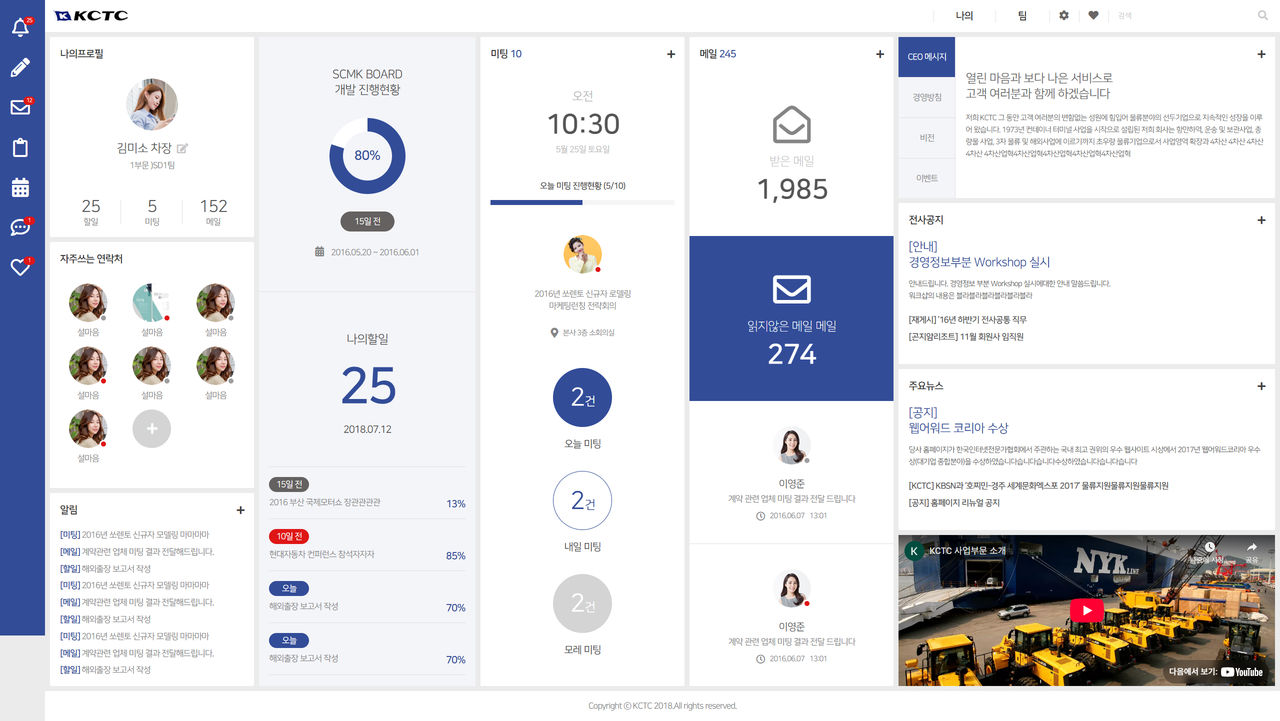 25
12
1
1
KCTC
나의
팀
검색
나의프로필
김미소 차장
1부문 )SD1팀
25
5
152
할일
미팅
메일
자주쓰는 연락처
설마음
설마음
설마음
설마음
설마음
설마음
설마음
알림
[미팅] 2016년 쏘렌토 신규자 모델링 마마마마
[메일] 계약관련 업체 미팅 결과 전달해드립니다.
[할일] 해외출장 보고서 작성
[미팅] 2016년 쏘렌토 신규자 모델링 마마마마
[메일] 계약관련 업체 미팅 결과 전달해드립니다.
[할일] 해외출장 보고서 작성
[미팅] 2016년 쏘렌토 신규자 모델링 마마마마
[메일] 계약관련 업체 미팅 결과 전달해드립니다.
[할일] 해외출장 보고서 작성
SCMK BOARD
개발 진행현황
80%
15일 전
2016.05.20 ~ 2016.06.01
나의할일
25
2018.07.12
15일 전
2016 부산 국제모터쇼 징관관관관
13%
10일 전
현대자동차 컨퍼런스 참석자자자
85%
오늘
해외출장 보고서 작성
70%
오늘
해외출장 보고서 작성
70%
미팅 10
오전
10:30
5월 25일 토요일
오늘 미팅 진행현황 (5/10)
2016년 쏘렌토 신규자 로델링
마케팅런칭 전략회의
본사 3층 소회의실
2건
오늘 미팅
2건
내일 미팅
2건
모레 미팅
메일 245
받은 메일
1,985
읽지않은 메일 메일
274
이영준
계약 관련 업체 미팅 결과 전달 드립니다
2016.06.07 13:01
이영준
계약 관련 업체 미팅 결과 전달 드립니다
2016.06.07 13:01
CEO 메시지
경영방침
비전
이벤트
열린 마음과 보다 나은 서비스로
고객 여러분과 함께 하겠습니다
저희 KCTC 그 동안 고객 여러분의 변함없는 성원에 힘입어 물류분야의 선두기업으로 지속적인 성장을 이루
어 왔습니다. 1973년 컨테이너 터미널 사업을 시작으로 설립된 저희 회사는 항만하역, 운송 및 보관사업, 중
량물 사업, 3차 물류 및 해외사업에 이르기까지 초우량 물류기업으로서 사업영역 확장과 4차산 4차산 4차산
4차산 4차산업혁4차산업혁4차산업혁4차산업혁4차산업혁
전사공지
[안내]
경영정보부분 Workshop 실시
안내드립니다. 경영정보 부분 Workshop 실시에대한 안내 말씀드립니다.
워크샵의 내용은 블라블라블라블라블라블라
[재게시] '16년 하반기 전사공통 직무
[곤지암리조트] 11월 회원사 임직원
주요뉴스
[공지]
웹어워드 코리아 수상
당사 홈페이지가 한국인터넷전문가협회에서 주관하는 국내 최고 권위의 우수 웹사이트 시상에서 2017년 웹어워드코리아 우수
상(대기업 종합분야)을 수상하였습니다습니다습니다수상하였습니다습니다습니다
[KCTC] KBSN과 '호찌민-경주 세계문화엑스포 2017' 물류지원물류지원물류지원
[공지] 홈페이지 리뉴얼 공지
K
KCTC 사업부문 소개
나중에 시청
공유
NYK LINE
다음에서 보기:
YouTube
Copyright ⓒ KCTC 2018.All rights reserved.